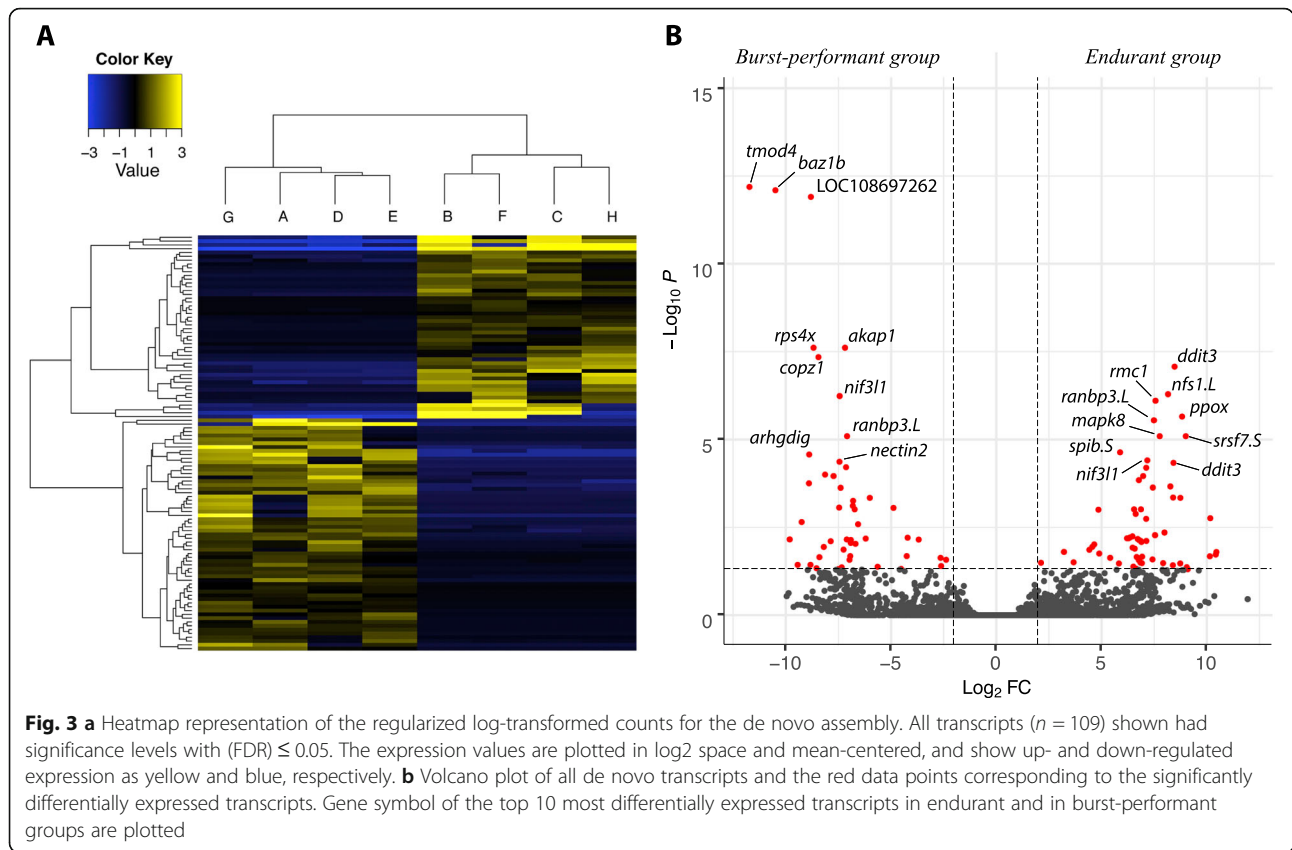 A
Color Key
−3 −1 1 3
Value
G A D E B F C H
B
Burst-performant group
Endurant group
15
10
5
0
−Log10 P
tmod4
baz1b
LOC108697262
rps4x
akap1
copz1
nif3l1
ranbp3.L
arhgdig
nectin2
ddit3
rmc1
nfs1.L
ranbp3.L
ppox
mapk8
srsf7.S
spib.S
nif3l1
ddit3
−10 −5 0 5 10
Log2 FC
Fig. 3 a Heatmap representation of the regularized log-transformed counts for the de novo assembly. All transcripts (n = 109) shown had
significance levels with (FDR) ≤ 0.05. The expression values are plotted in log2 space and mean-centered, and show up- and down-regulated
expression as yellow and blue, respectively. b Volcano plot of all de novo transcripts and the red data points corresponding to the significantly
differentially expressed transcripts. Gene symbol of the top 10 most differentially expressed transcripts in endurant and in burst-performant
groups are plotted